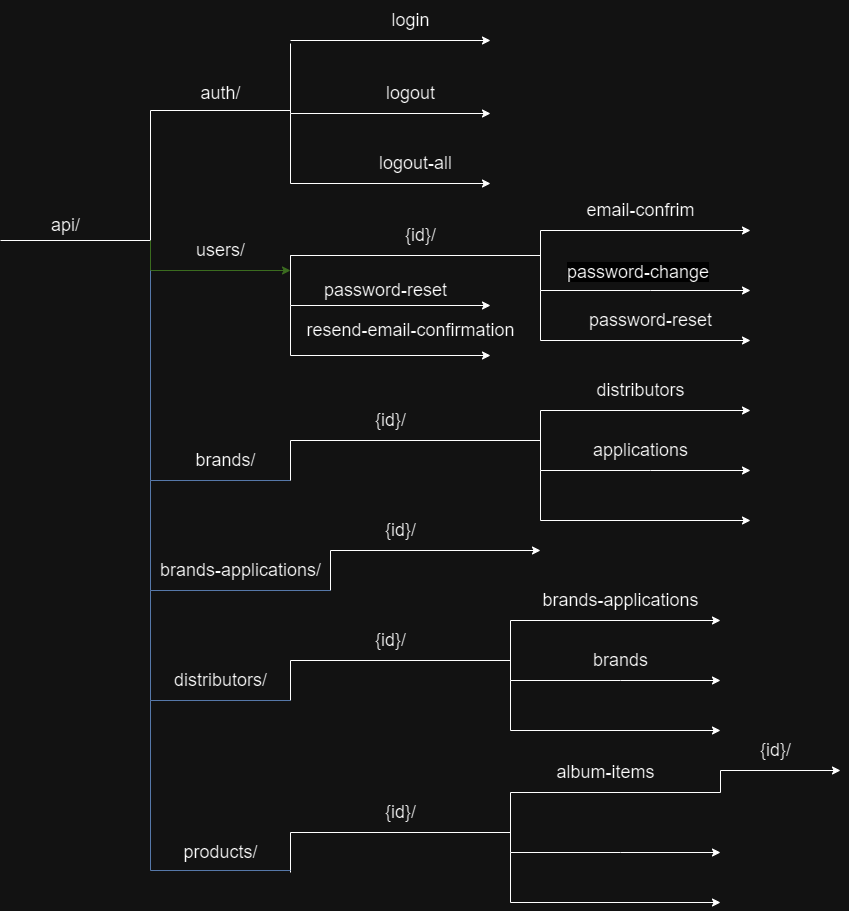 login
auth/
logout
logout-all
api/
email-confrim
{id}/
users/
password-change
password-reset
password-reset
resend-email-confirmation
distributors
{id}/
applications
brands/
{id}/
brands-applications/
brands-applications
{id}/
brands
distributors/
{id}/
album-items
{id}/
products/